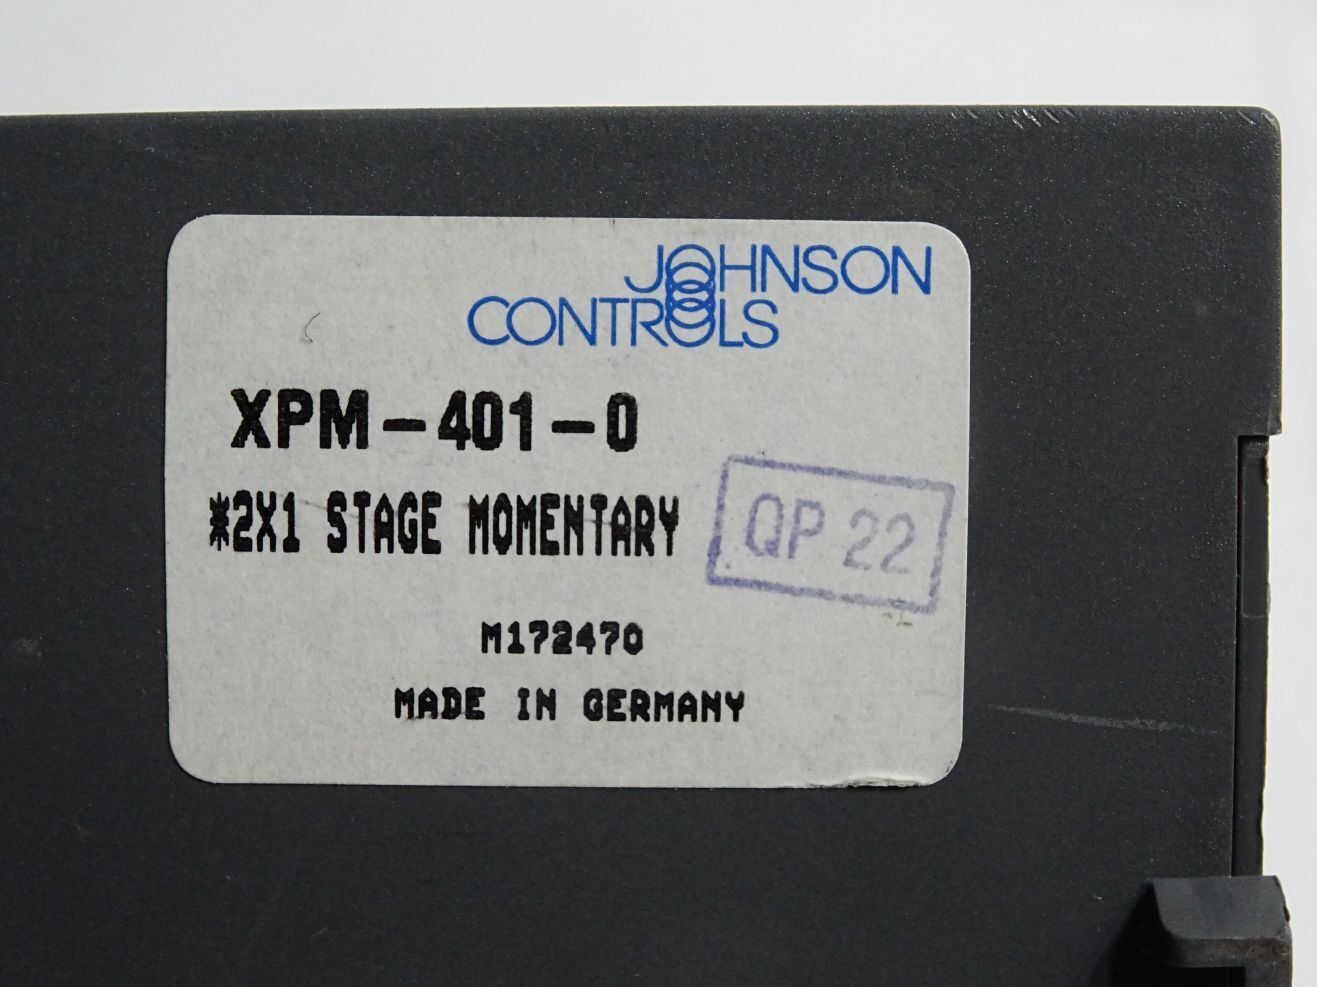 JOHNSON
CONTROLS
XPM-401-0
*2X1 STAGE MOMENTARY
QP 22
M172470
MADE IN GERMANY